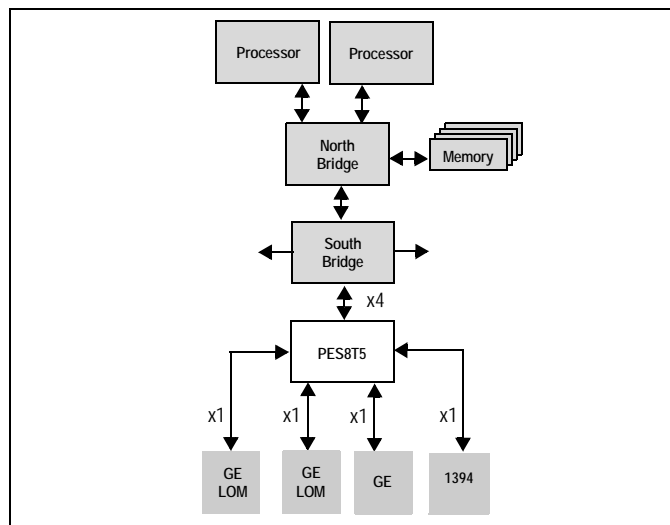 Processor
Processor
North
Bridge
Memory
South
Bridge
x4
PES8T5
x1
x1
x1
x1
GE
LOM
GE
LOM
GE
1394